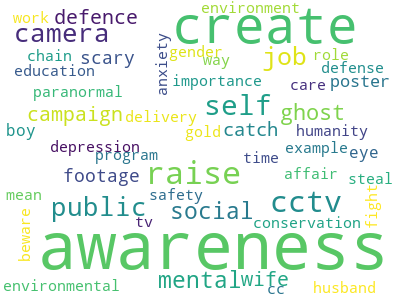 work defence environment
create
camera
chain scary anxiety gender way job role
education importance care defense poster
paranormal self
campaign delivery ghost
boy gold catch humanity
depression program time example eye
footage raise affair steal
mean safety
public social cctv fight
tv conservation
beware awareness
environmental mental wife cc husband